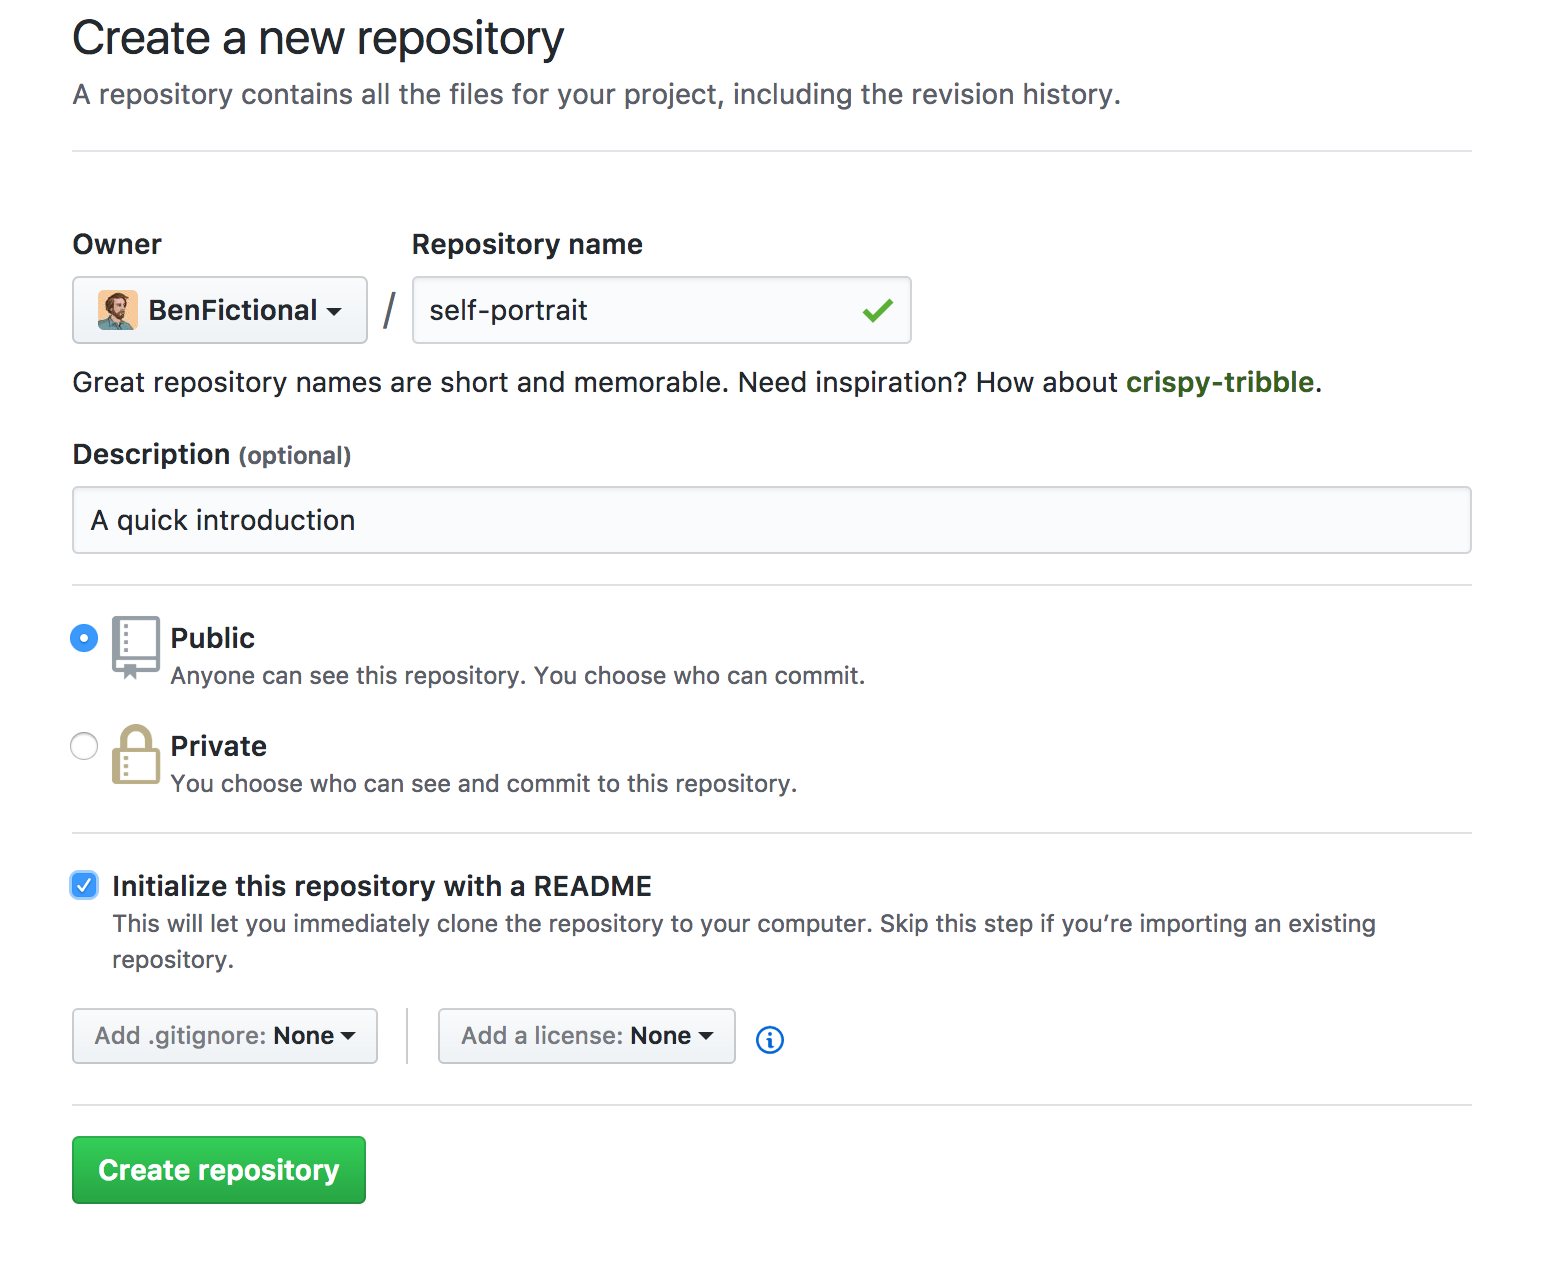 Create a new repository
A repository contains all the files for your project, including the revision history.
Owner
Repository name
BenFictional
/
self-portrait
Great repository names are short and memorable. Need inspiration? How about crispy-tribble.
Description (optional)
A quick introduction
Public
Anyone can see this repository. You choose who can commit.
Private
You choose who can see and commit to this repository.
Initialize this repository with a README
This will let you immediately clone the repository to your computer. Skip this step if you’re importing an existing
repository.
Add .gitignore: None
Add a license: None
Create repository